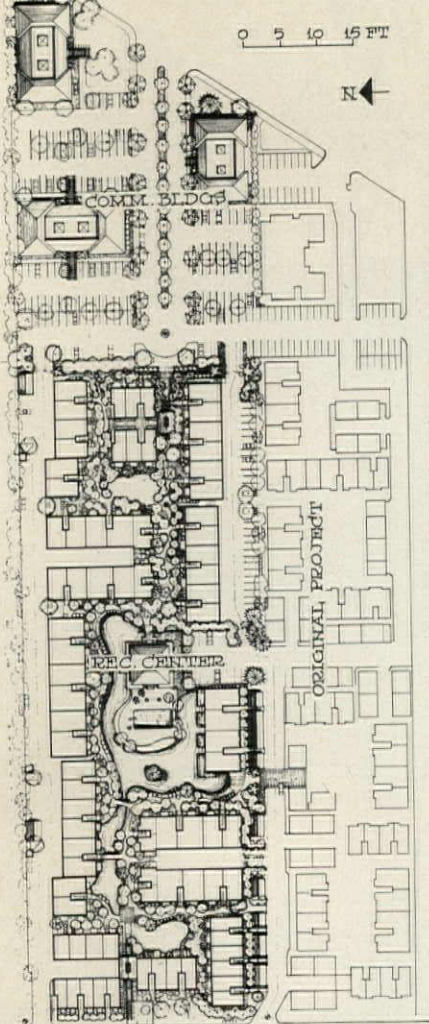 0 5 10 15 FT
N
COMM. BLDGS
REC. CENTER
ORIGINAL PROJECT